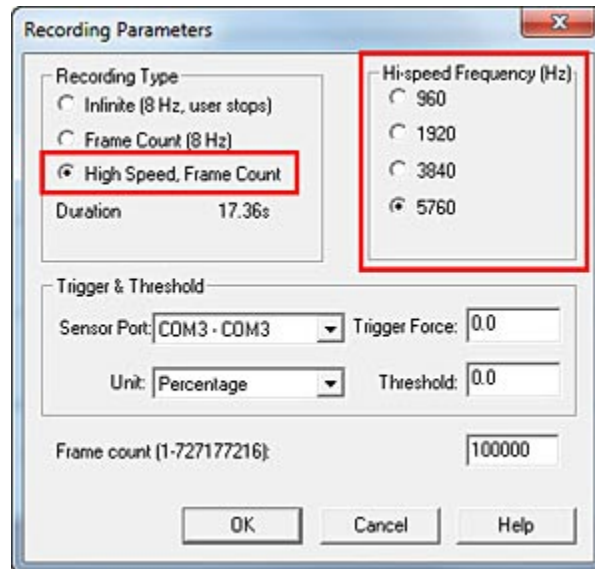 Recording Parameters
Recording Type
Infinite (8 Hz, user stops)
Frame Count (8 Hz)
High Speed, Frame Count
Duration 17.36s
Hi-speed Frequency (Hz)
960
1920
3840
5760
Trigger & Threshold
Sensor Port: COM3 - COM3 Trigger Force: 0.0
Unit: Percentage Threshold: 0.0
Frame count (1-727177216): 100000
OK Cancel Help